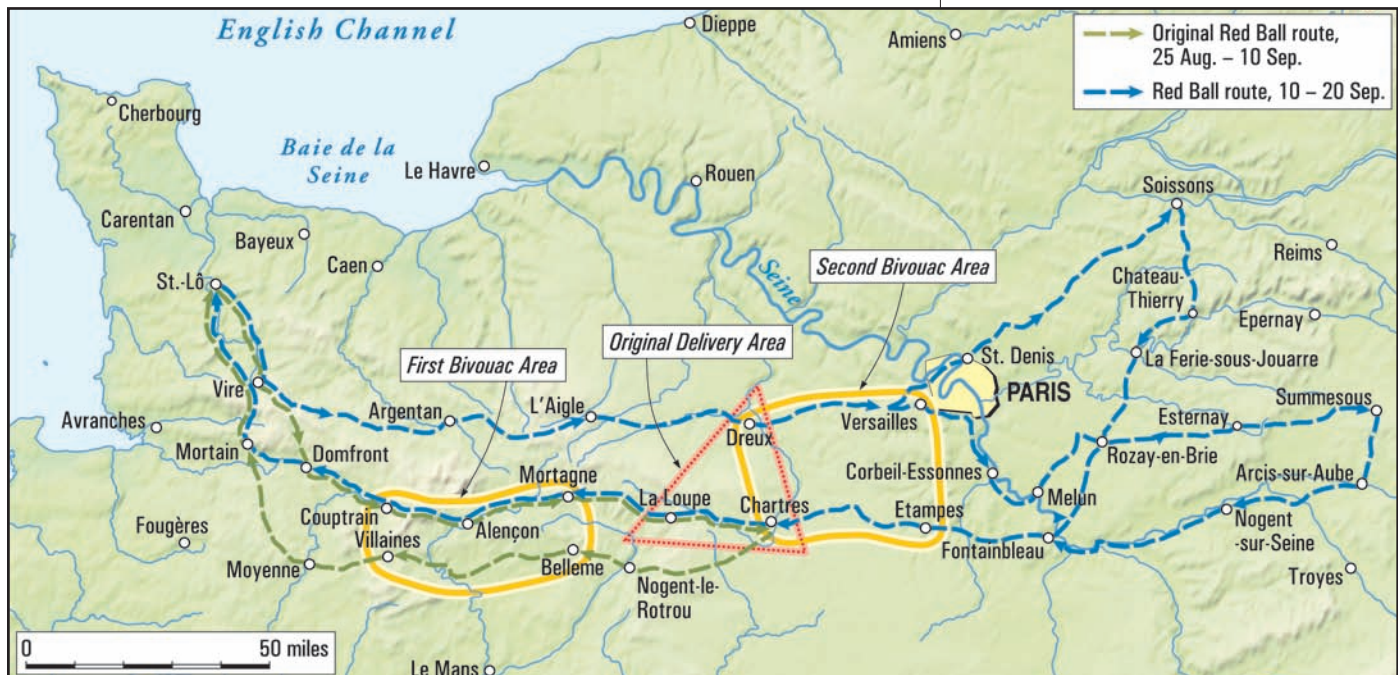 English Channel
Dieppe
Amiens
Original Red Ball route,
25 Aug. – 10 Sep.
Red Ball route, 10 – 20 Sep.
Cherbourg
Baie de la
Seine
Le Havre
Rouen
Soissons
Carentan
Bayeux
Caen
Reims
St.-Lô
Seine
Second Bivouac Area
Chateau-
Thierry
Epernay
Original Delivery Area
First Bivouac Area
St. Denis
La Ferie-sous-Jouarre
Vire
PARIS
Argentan
L'Aigle
Versailles
Esternay
Summesous
Avranches
Dreux
Mortain
Domfront
Rozay-en-Brie
Mortagne
Corbeil-Essonnes
Arcis-sur-Aube
La Loupe
Chartres
Melun
Couptrain
Alençon
Etampes
Fougères
Villaines
Nogent
-sur-Seine
Fontainbleau
Moyenne
Belleme
Nogent-le-
Rotrou
Troyes
0
50 miles
Le Mans